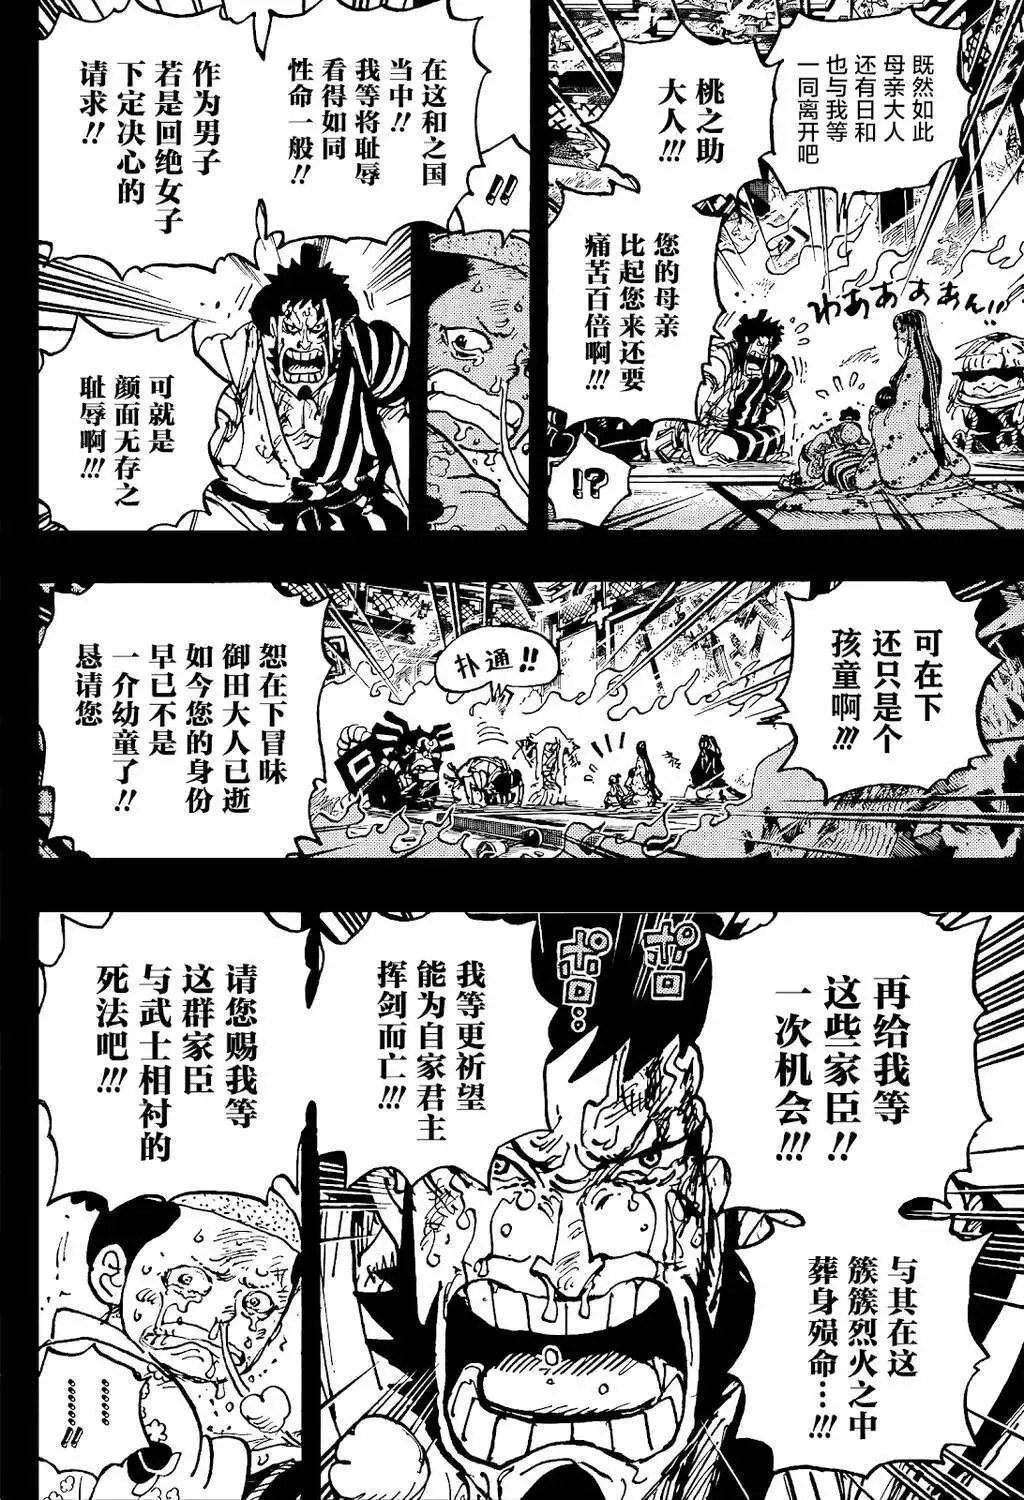 既然如此
母亲大人
还有日和
也与我等
一同离开吧
桃之助
大人!!!
您的母亲
比起您来还要
痛苦百倍啊!!!
わあああああん!!
!?
在这和之国
当中!!
我等将耻辱
看得如同
性命一般!!
!!
作为男子
若是回绝女子
下定决心的
请求!!
可就是
颜面无存之
耻辱啊!!!
可在下
还只是个
孩童啊!!!
扑通!!
恕在下冒昧
御田大人已逝
如今您的身份
早已不是
一介幼童了!!
恳请您
再给我等
这些家臣!!
一次机会!!!
与其在这
簇簇烈火之中
葬身殒命…!!!
ポロ
ポロ…
我等更祈望
能为自家君主
挥剑而亡!!!
请您赐我等
这群家臣
与武士相衬的
死法吧!!!
………!!